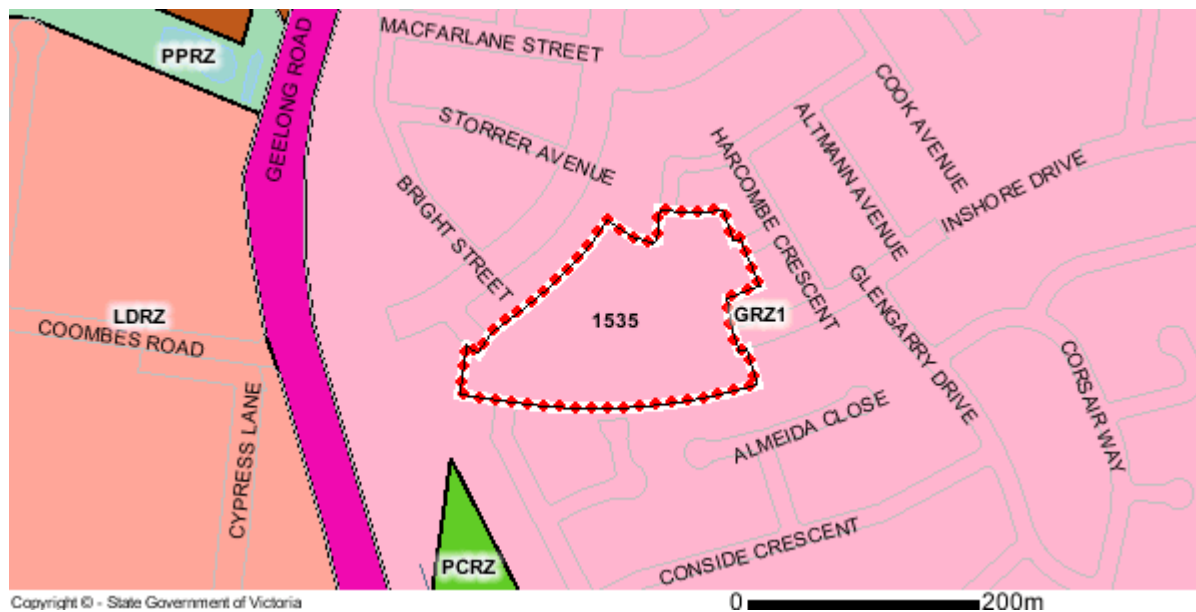 MACFARLANE STREET
PPRZ
GEELONG ROAD
COOK AVENUE
STORRER AVENUE
ALTMANN AVENUE
HARCOMBE CRESCENT
INSHORE DRIVE
BRIGHT STREET
GLENGARRY DRIVE
LDRZ
1535
GRZ1
COOMBES ROAD
CORSAIR WAY
CYPRESS LANE
ALMEIDA CLOSE
CONSIDE CRESCENT
PCRZ
Copyright © - State Government of Victoria
0 200m